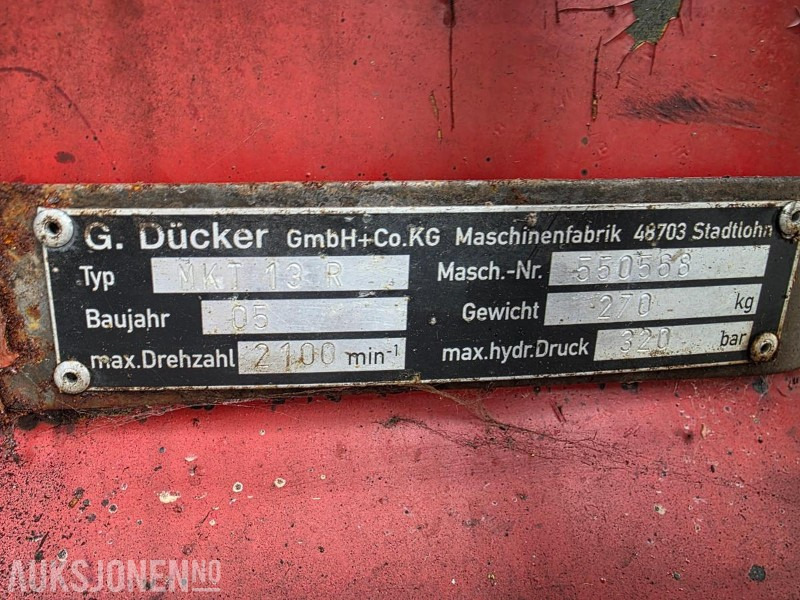 G. Dücker GmbH+Co.KG Maschinenfabrik 48703 Stadtlohn
Typ MKT 13 R Masch.-Nr. 550568
Baujahr 05 Gewicht 270 kg
max.Drehzahl 2100 min-1 max.hydr.Druck 320 bar
AUKSJONEN.NO